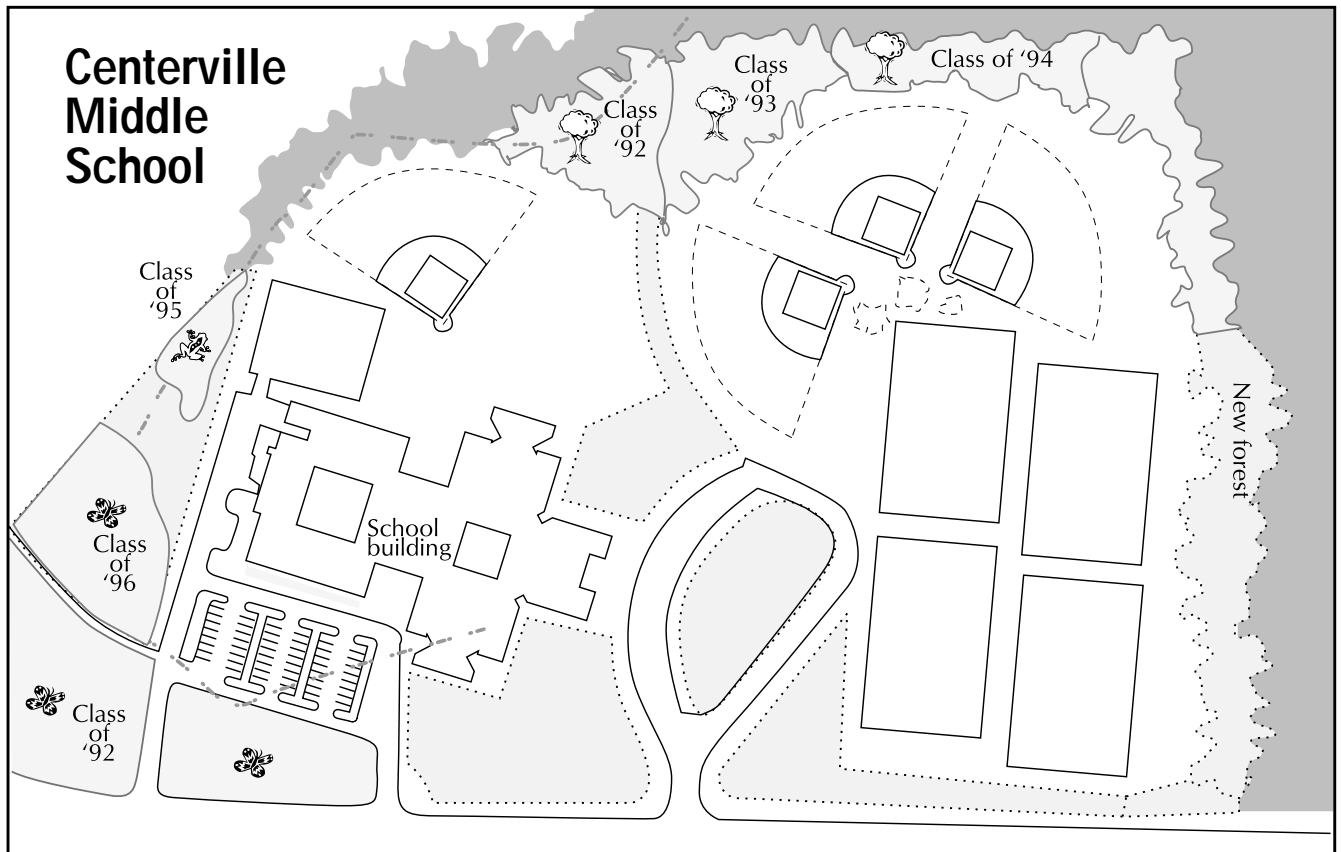 Centerville
Middle
School
Class of ‘94
Class
of
‘93
Class
of
‘92
Class
of
‘95
New forest
School
building
Class
of
‘96
Class
of
‘92